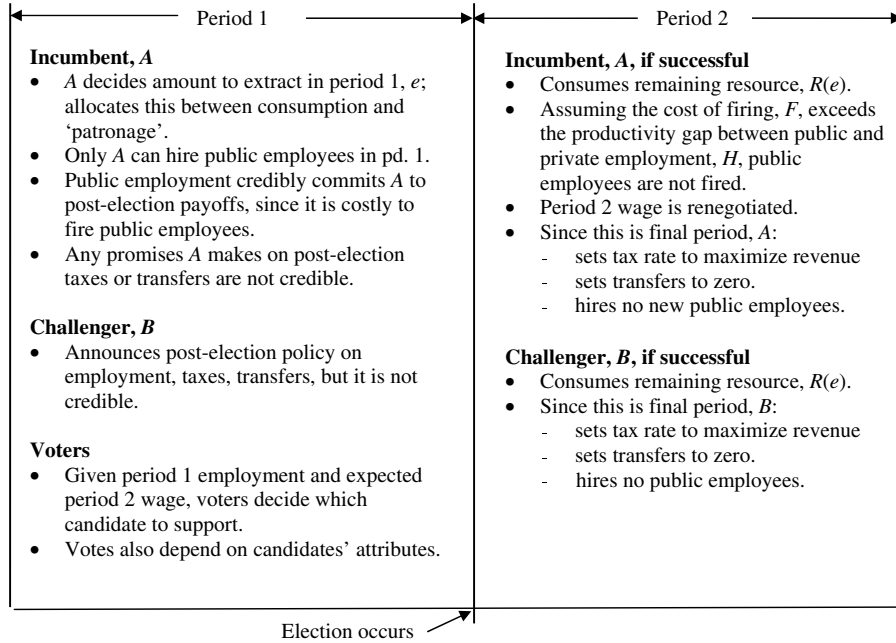 Period 1
Incumbent, A
• A decides amount to extract in period 1, e;
allocates this between consumption and
‘patronage’.
• Only A can hire public employees in pd. 1.
• Public employment credibly commits A to
post-election payoffs, since it is costly to
fire public employees.
• Any promises A makes on post-election
taxes or transfers are not credible.
Challenger, B
• Announces post-election policy on
employment, taxes, transfers, but it is not
credible.
Voters
• Given period 1 employment and expected
period 2 wage, voters decide which
candidate to support.
• Votes also depend on candidates’ attributes.
Period 2
Incumbent, A, if successful
• Consumes remaining resource, R(e).
• Assuming the cost of firing, F, exceeds
the productivity gap between public and
private employment, H, public
employees are not fired.
• Period 2 wage is renegotiated.
• Since this is final period, A:
- sets tax rate to maximize revenue
- sets transfers to zero.
- hires no new public employees.
Challenger, B, if successful
• Consumes remaining resource, R(e).
• Since this is final period, B:
- sets tax rate to maximize revenue
- sets transfers to zero.
- hires no public employees.
Election occurs